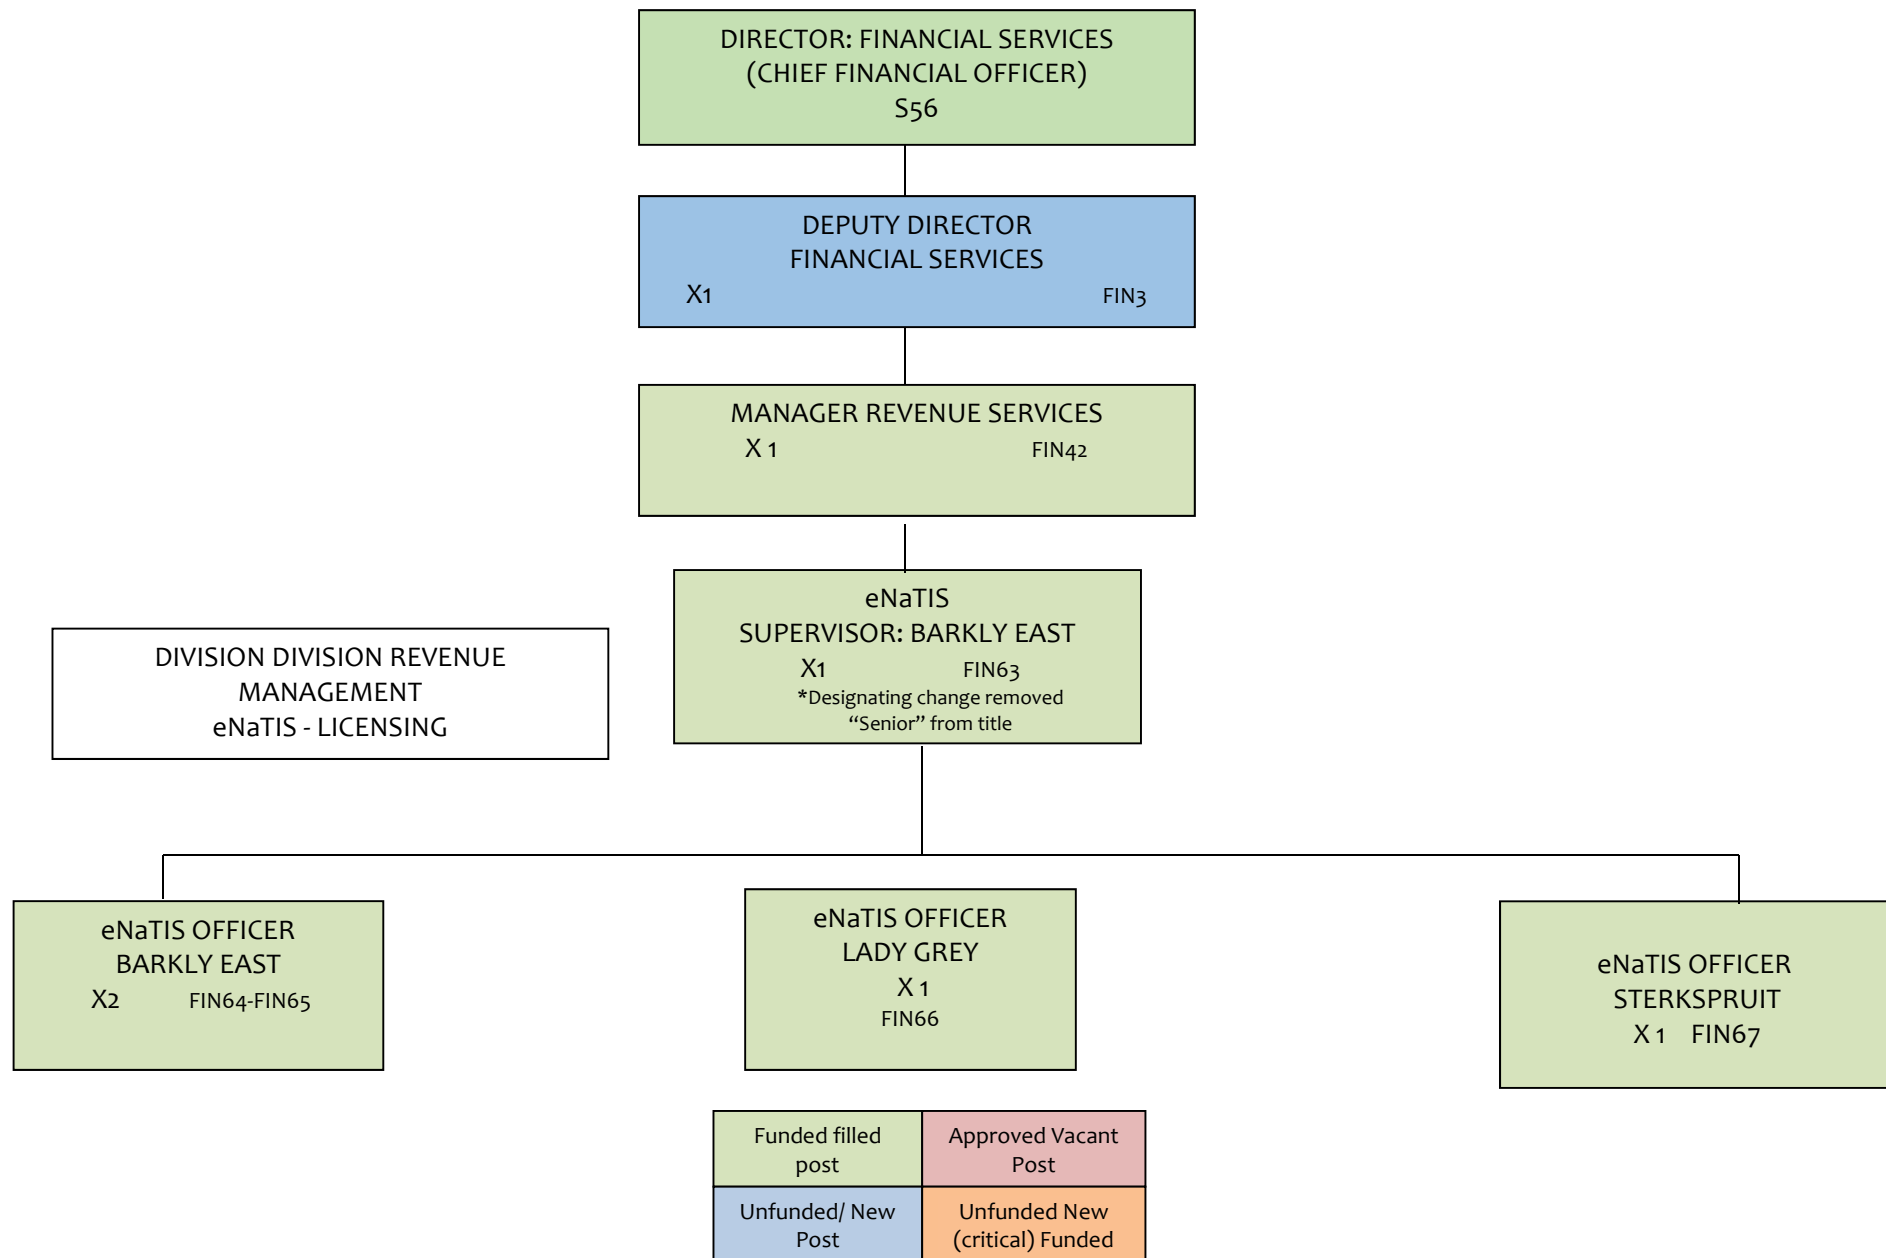 DIRECTOR: FINANCIAL SERVICES
(CHIEF FINANCIAL OFFICER)
S56
DEPUTY DIRECTOR
FINANCIAL SERVICES
X1 FIN3
MANAGER REVENUE SERVICES
X 1 FIN42
eNaTIS
SUPERVISOR: BARKLY EAST
X1 FIN63
*Designating change removed
“Senior” from title
DIVISION DIVISION REVENUE
MANAGEMENT
eNaTIS - LICENSING
eNaTIS OFFICER
BARKLY EAST
X2 FIN64-FIN65
eNaTIS OFFICER
LADY GREY
X 1
FIN66
eNaTIS OFFICER
STERKSPRUIT
X 1 FIN67
Funded filled
post
Approved Vacant
Post
Unfunded/ New
Post
Unfunded New
(critical) Funded